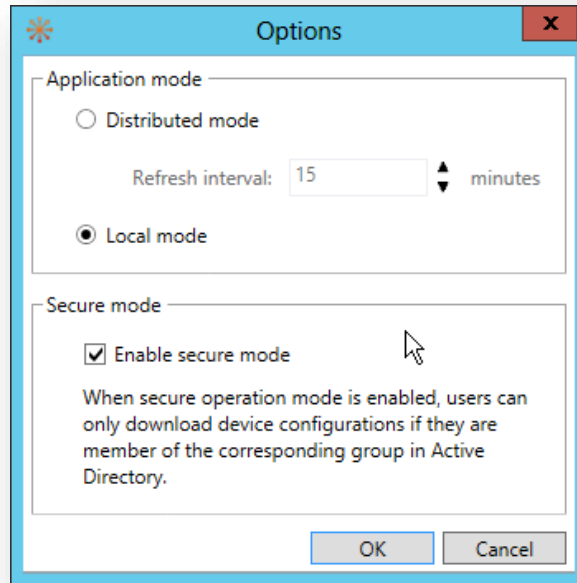 Options
x
Application mode
Distributed mode
Refresh interval: 15 minutes
Local mode
Secure mode
Enable secure mode
When secure operation mode is enabled, users can
only download device configurations if they are
member of the corresponding group in Active
Directory.
OK Cancel